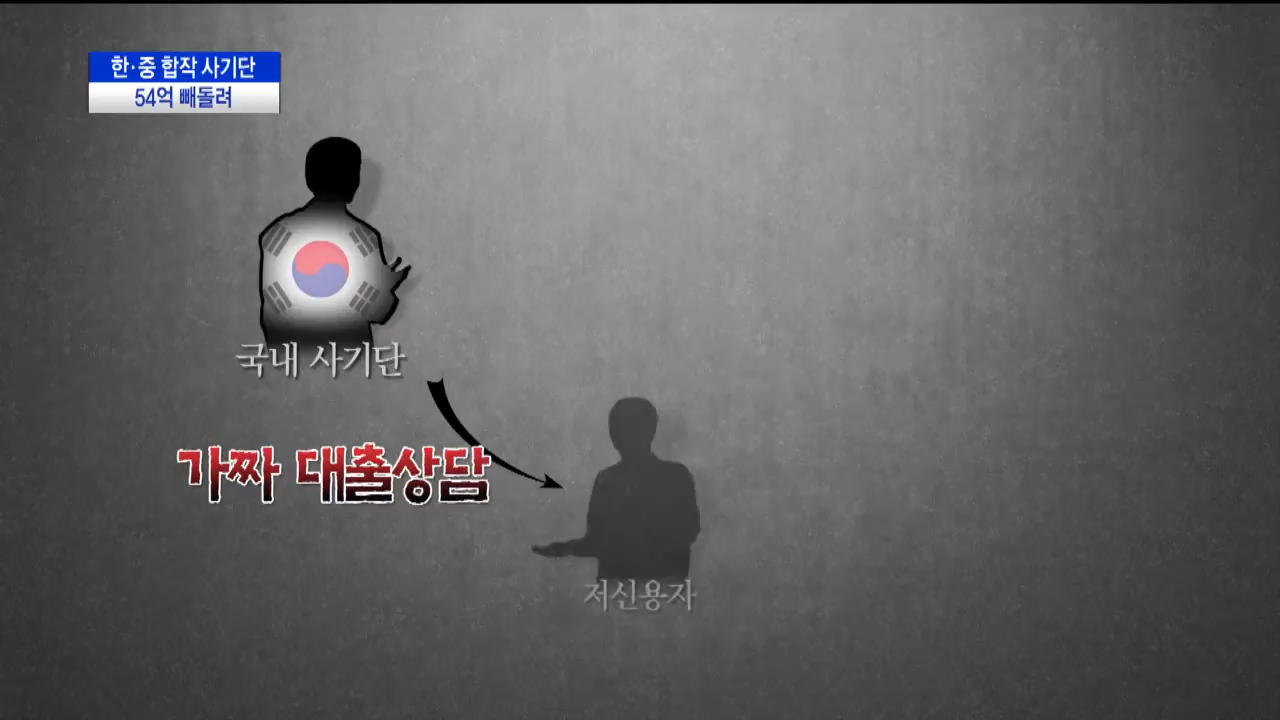 한·중 합작 사기단
54억 빼돌려
국내 사기단
가짜 대출상담
저신용자